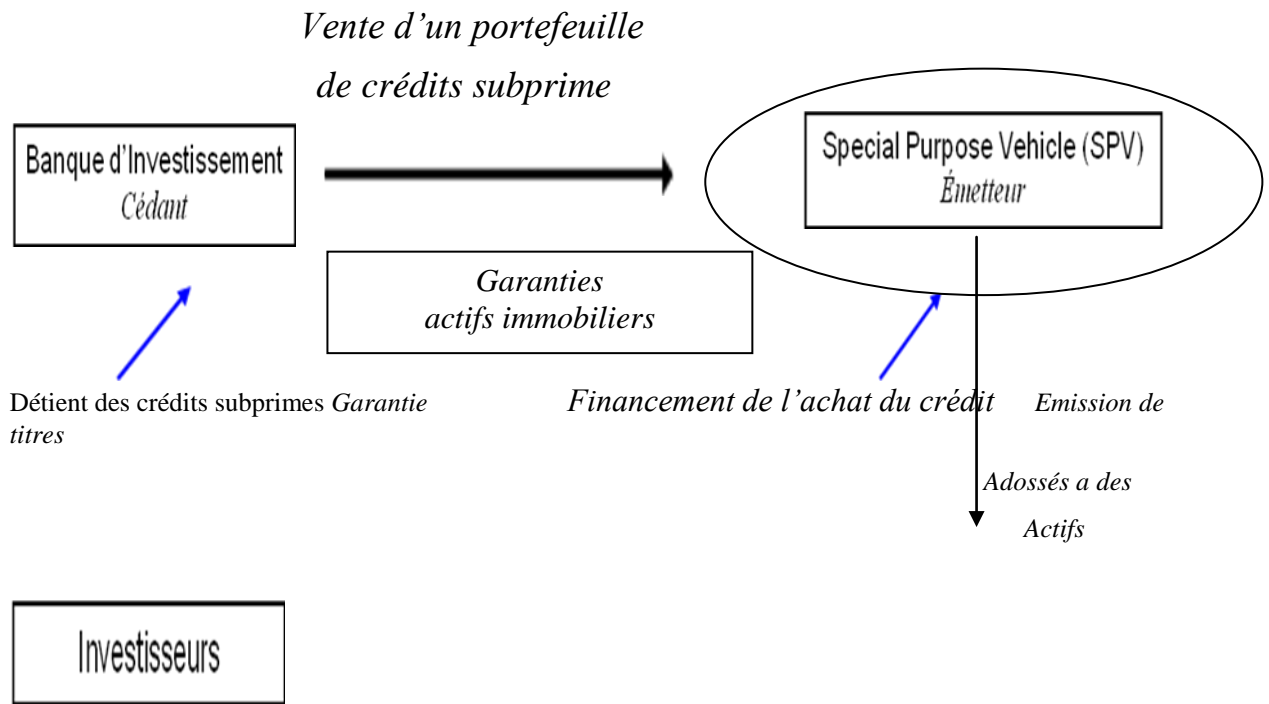 Vente d’un portefeuille
de crédits subprime
Banque d’Investissement
Cédant
Special Purpose Vehicle (SPV)
Émetteur
Garanties
actifs immobiliers
Détient des crédits subprimes Garantie
titres
Financement de l’achat du crédit
Emission de
Adossés a des
Actifs
Investisseurs